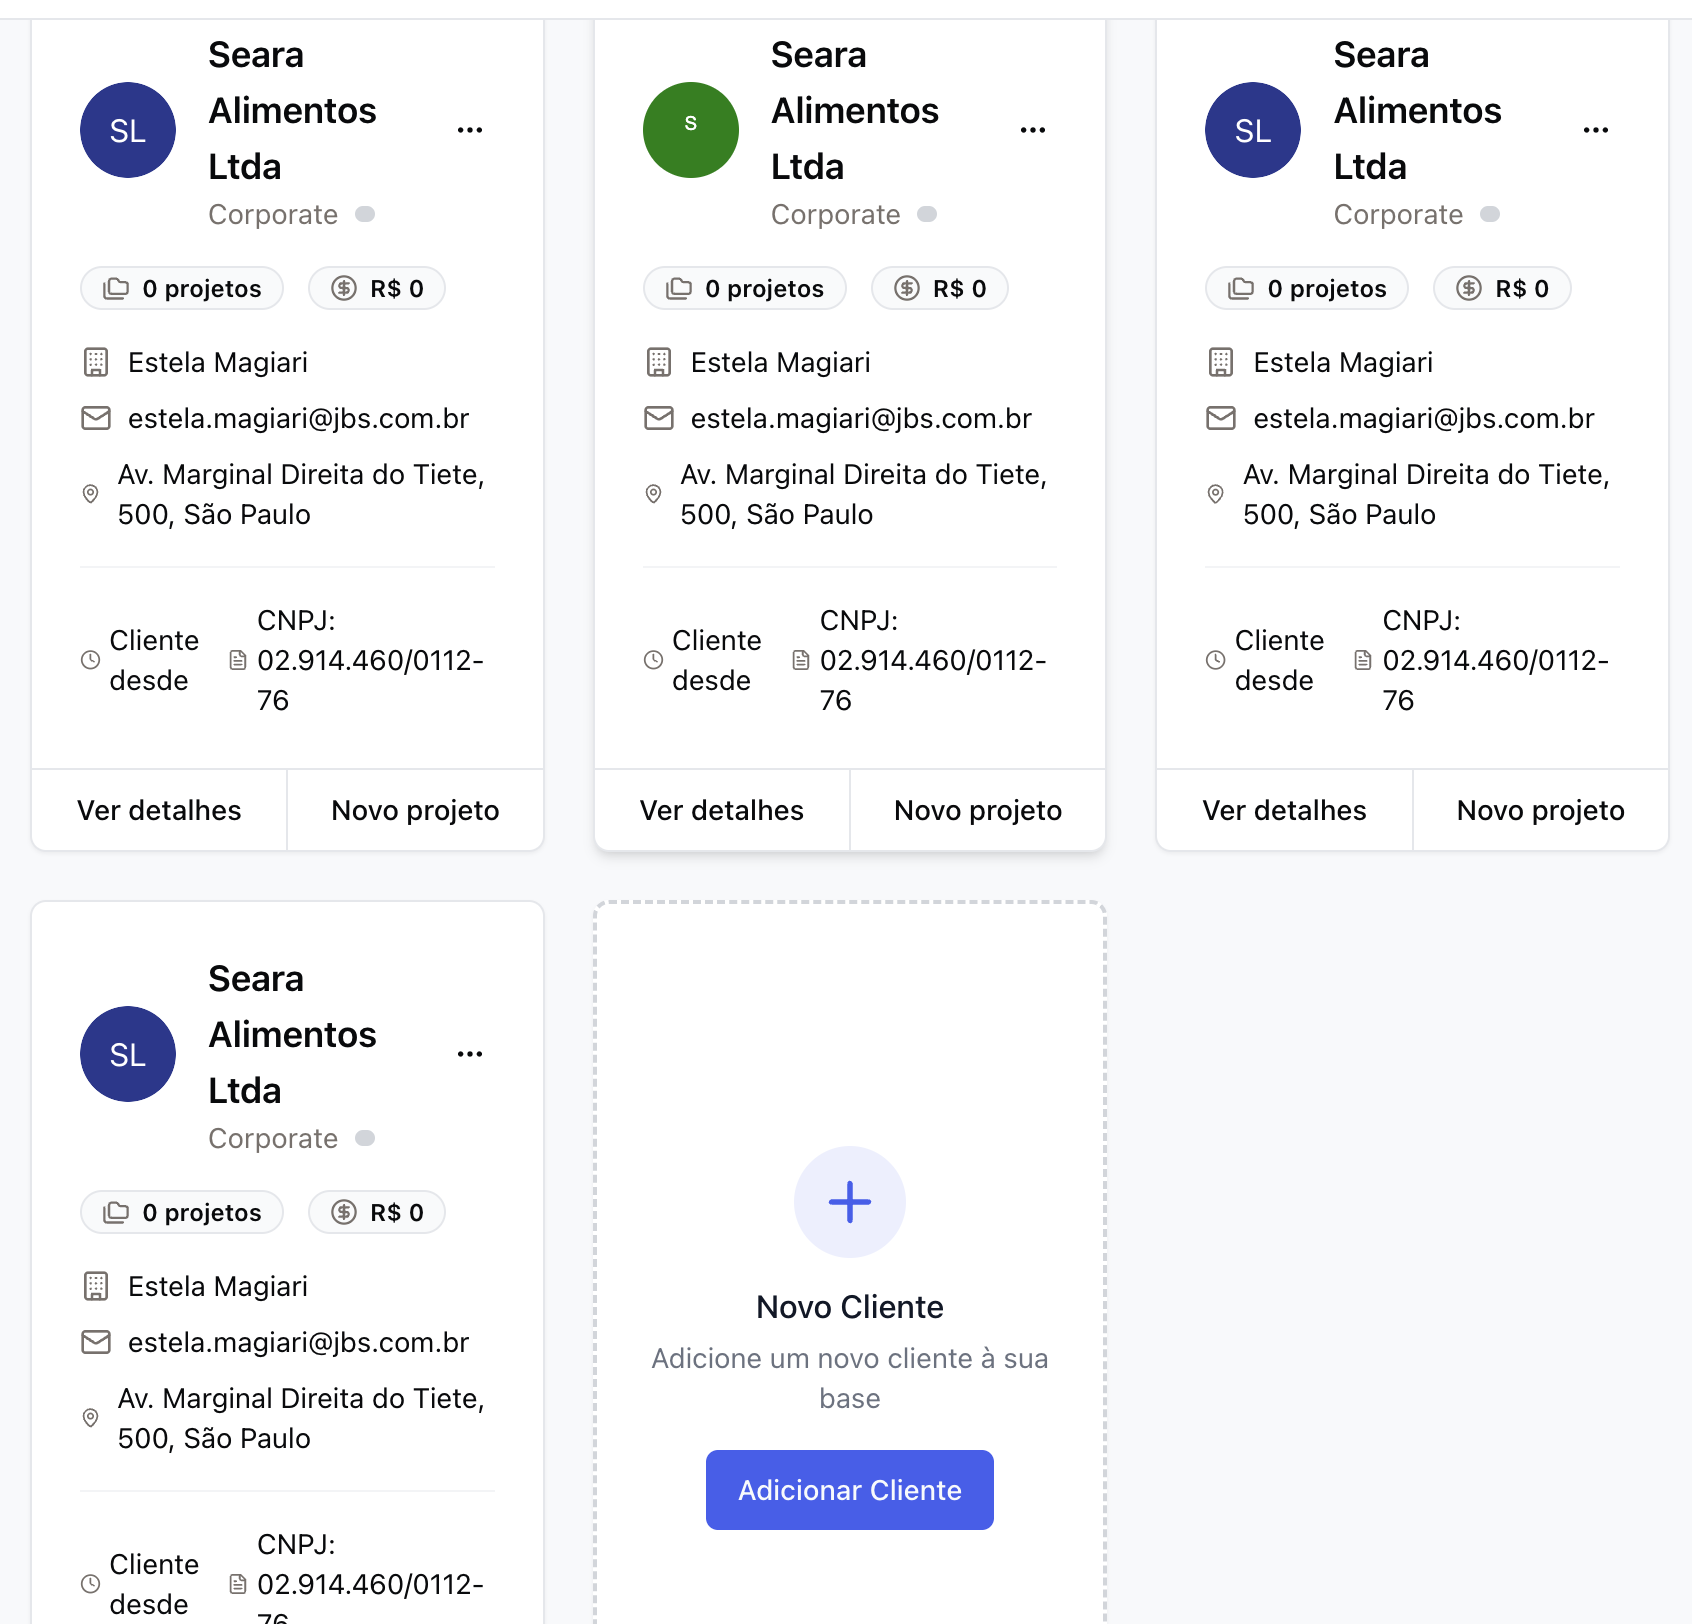 Seara
Alimentos
Ltda
SL
...
Corporate
0 projetos
R$ 0
Estela Magiari
estela.magiari@jbs.com.br
Av. Marginal Direita do Tiete,
500, São Paulo
Cliente
desde
CNPJ:
02.914.460/0112-
76
Ver detalhes
Novo projeto
Seara
Alimentos
Ltda
S
...
Corporate
0 projetos
R$ 0
Estela Magiari
estela.magiari@jbs.com.br
Av. Marginal Direita do Tiete,
500, São Paulo
Cliente
desde
CNPJ:
02.914.460/0112-
76
Ver detalhes
Novo projeto
Seara
Alimentos
Ltda
SL
...
Corporate
0 projetos
R$ 0
Estela Magiari
estela.magiari@jbs.com.br
Av. Marginal Direita do Tiete,
500, São Paulo
Cliente
desde
CNPJ:
02.914.460/0112-
76
Ver detalhes
Novo projeto
Seara
Alimentos
Ltda
SL
...
Corporate
0 projetos
R$ 0
Estela Magiari
estela.magiari@jbs.com.br
Av. Marginal Direita do Tiete,
500, São Paulo
Cliente
desde
CNPJ:
02.914.460/0112-
76
Novo Cliente
Adicione um novo cliente à sua
base
Adicionar Cliente